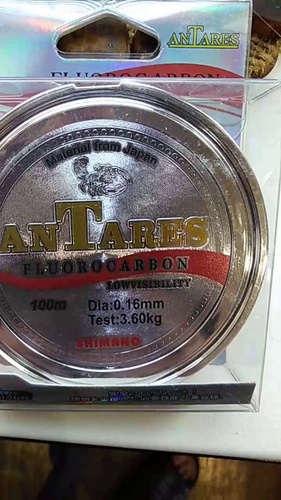 ANTARES
FLUOROCARBON
Material from Japan
ANTARES
FLUOROCARBON
LOWVISIBILITY
100m
Dia:0.16mm
Test:3.60kg
SHIMANO